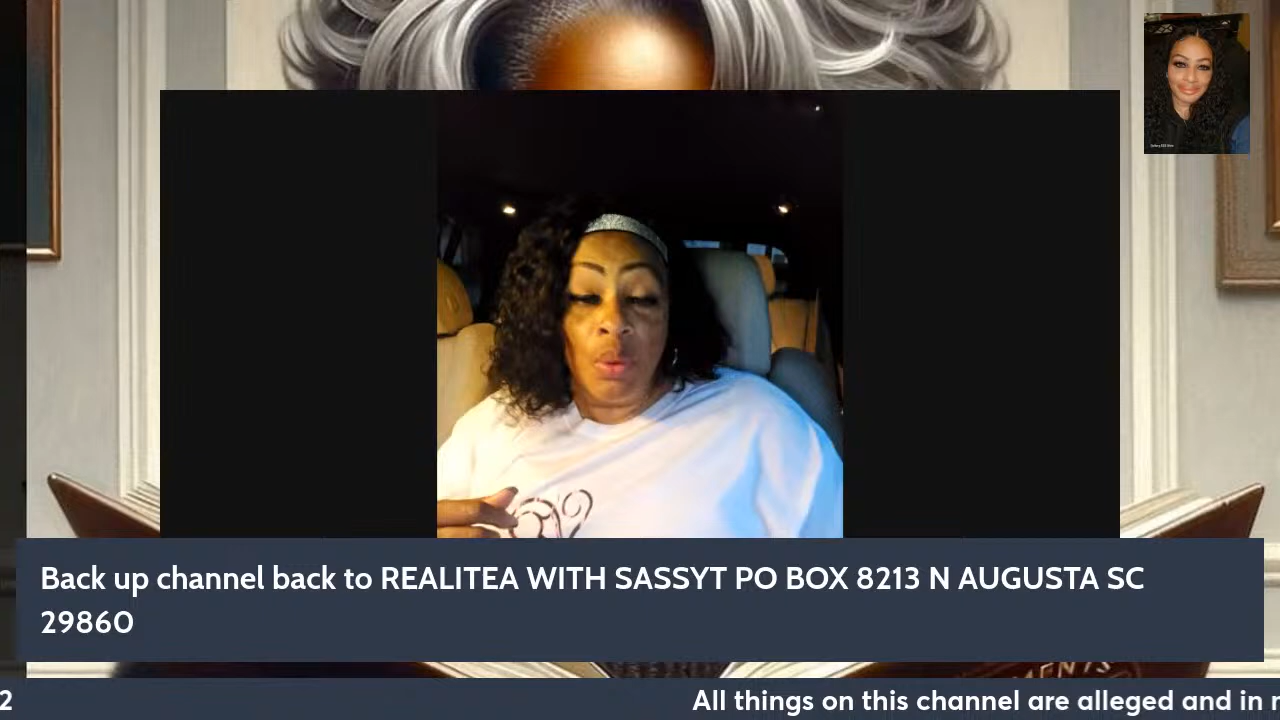 Back up channel back to REALITEA WITH SASSYT PO BOX 8213 N AUGUSTA SC
29860
2
All things on this channel are alleged and in